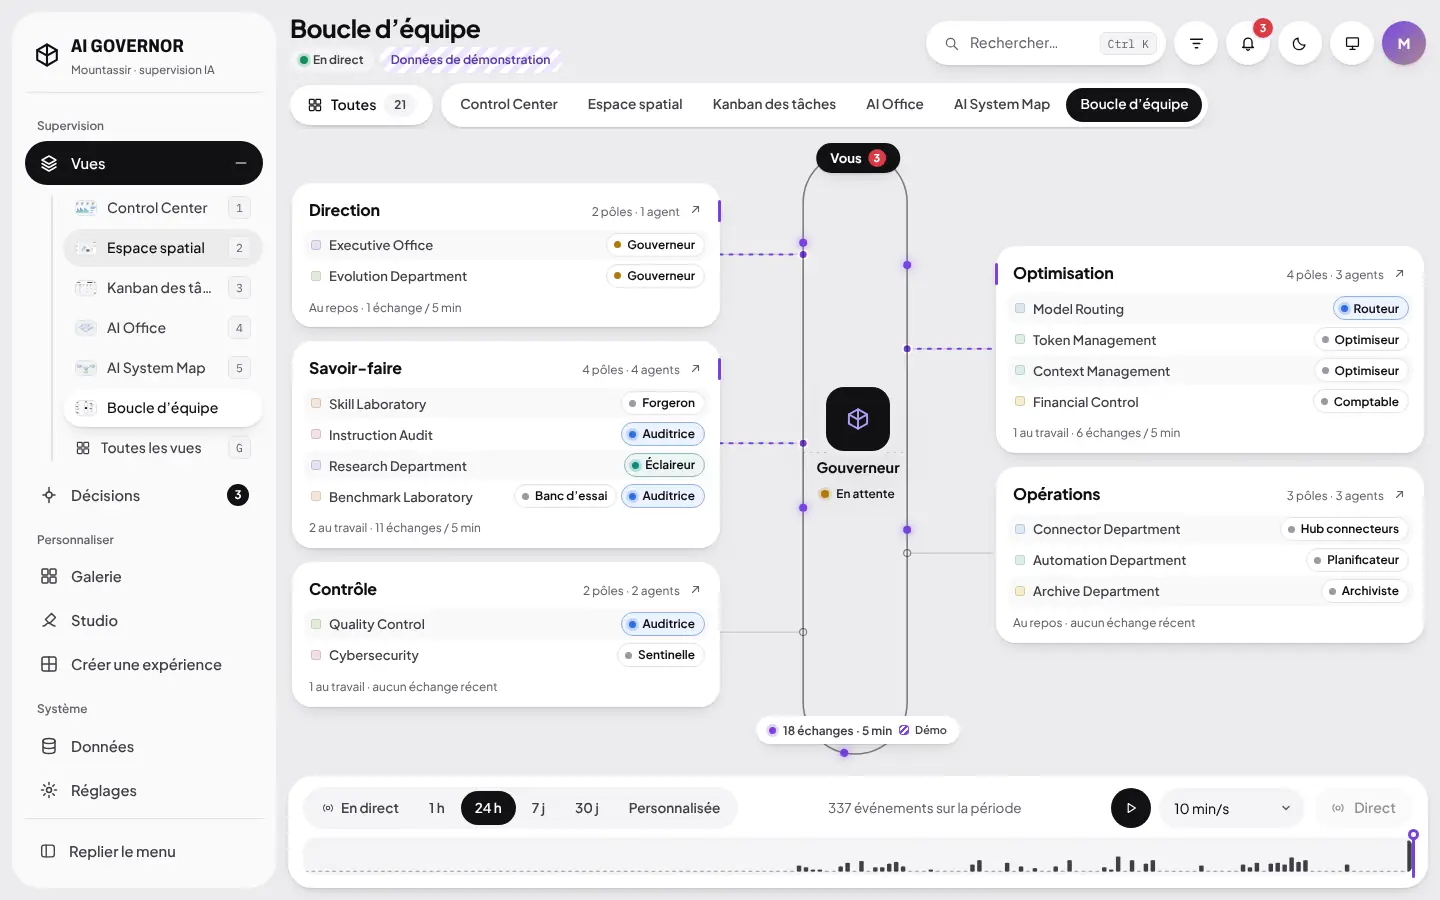 AI GOVERNOR
Mountassir · supervision IA
Supervision
Vues
Control Center 1
Espace spatial 2
Kanban des tâ... 3
AI Office 4
AI System Map 5
Boucle d’équipe
Toutes les vues G
Décisions 3
Personnaliser
Galerie
Studio
Créer une expérience
Système
Données
Réglages
Replier le menu
Boucle d’équipe
En direct Données de démonstration
Rechercher... Ctrl K
3
M
Toutes 21
Control Center Espace spatial Kanban des tâches AI Office AI System Map Boucle d’équipe
Vous 3
Direction 2 pôles · 1 agent
Executive Office Gouverneur
Evolution Department Gouverneur
Au repos · 1 échange / 5 min
Savoir-faire 4 pôles · 4 agents
Skill Laboratory Forgeron
Instruction Audit Auditrice
Research Department Éclaireur
Benchmark Laboratory Banc d’essai Auditrice
2 au travail · 11 échanges / 5 min
Contrôle 2 pôles · 2 agents
Quality Control Auditrice
Cybersecurity Sentinelle
1 au travail · aucun échange récent
Gouverneur
En attente
18 échanges · 5 min Démo
Optimisation 4 pôles · 3 agents
Model Routing Routeur
Token Management Optimiseur
Context Management Optimiseur
Financial Control Comptable
1 au travail · 6 échanges / 5 min
Opérations 3 pôles · 3 agents
Connector Department Hub connecteurs
Automation Department Planificateur
Archive Department Archiviste
Au repos · aucun échange récent
En direct 1 h 24 h 7 j 30 j Personnalisée
337 événements sur la période
10 min/s
Direct